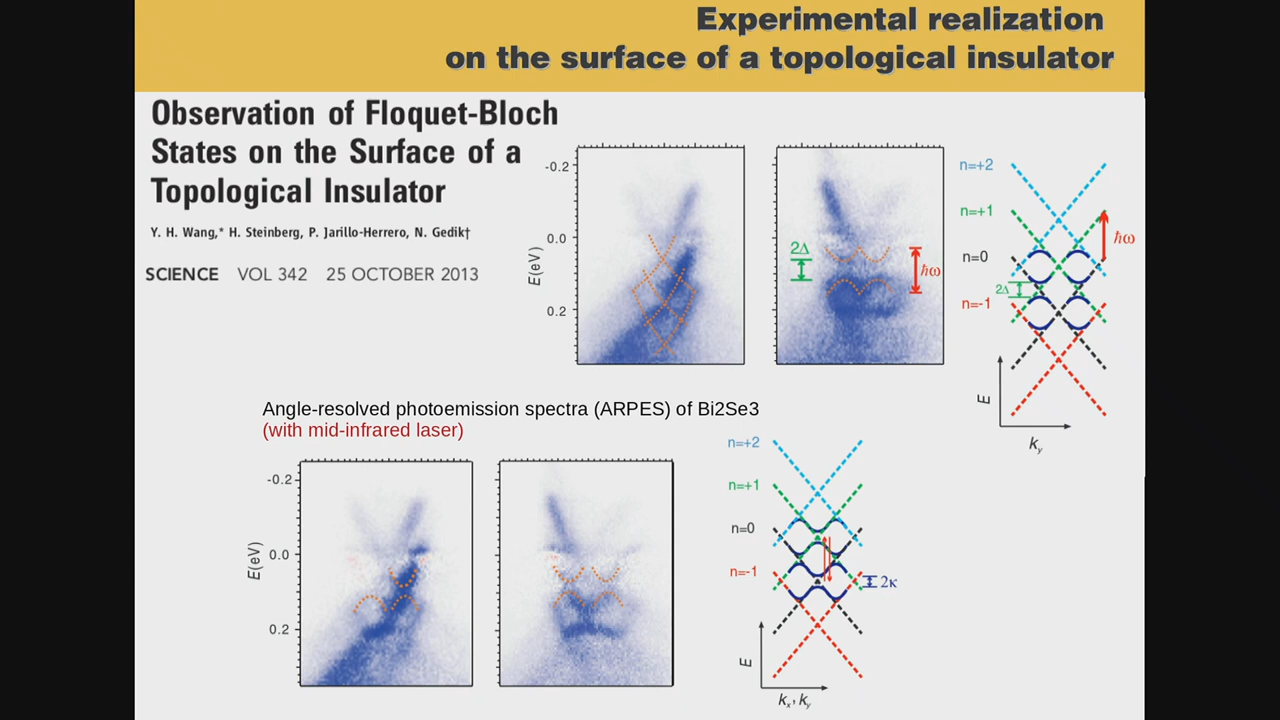 Experimental realization
on the surface of a topological insulator
Observation of Floquet-Bloch
States on the Surface of a
Topological Insulator
Y. H. Wang,* H. Steinberg, P. Jarillo-Herrero, N. Gedik†
SCIENCE VOL 342 25 OCTOBER 2013
-0.2
0.0
0.2
E(eV)
2Δ
ℏω
n=+2
n=+1
n=0
n=-1
2Δ
ℏω
E
k_y
Angle-resolved photoemission spectra (ARPES) of Bi2Se3
(with mid-infrared laser)
-0.2
0.0
0.2
E(eV)
n=+2
n=+1
n=0
n=-1
2κ
E
k_x, k_y